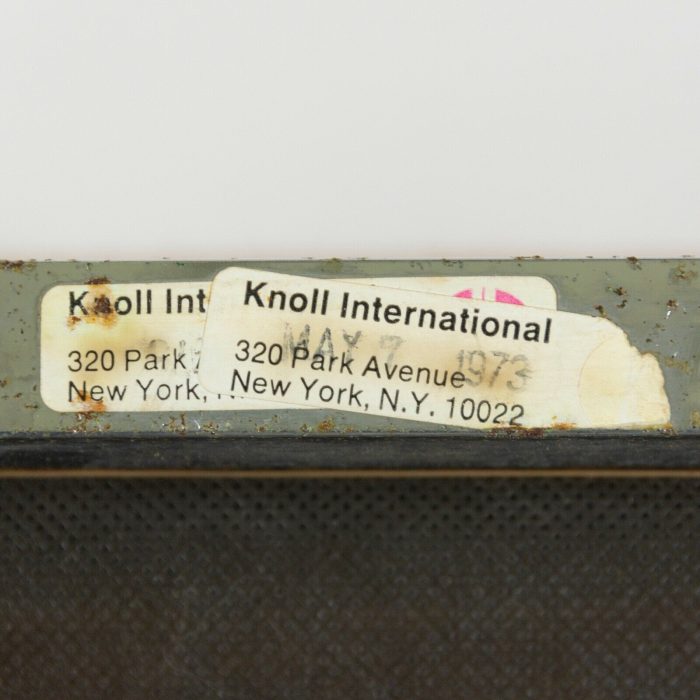 Knoll Int
320 Park
New York,
Knoll International
MAY 7 1973
320 Park Avenue
New York, N.Y. 10022